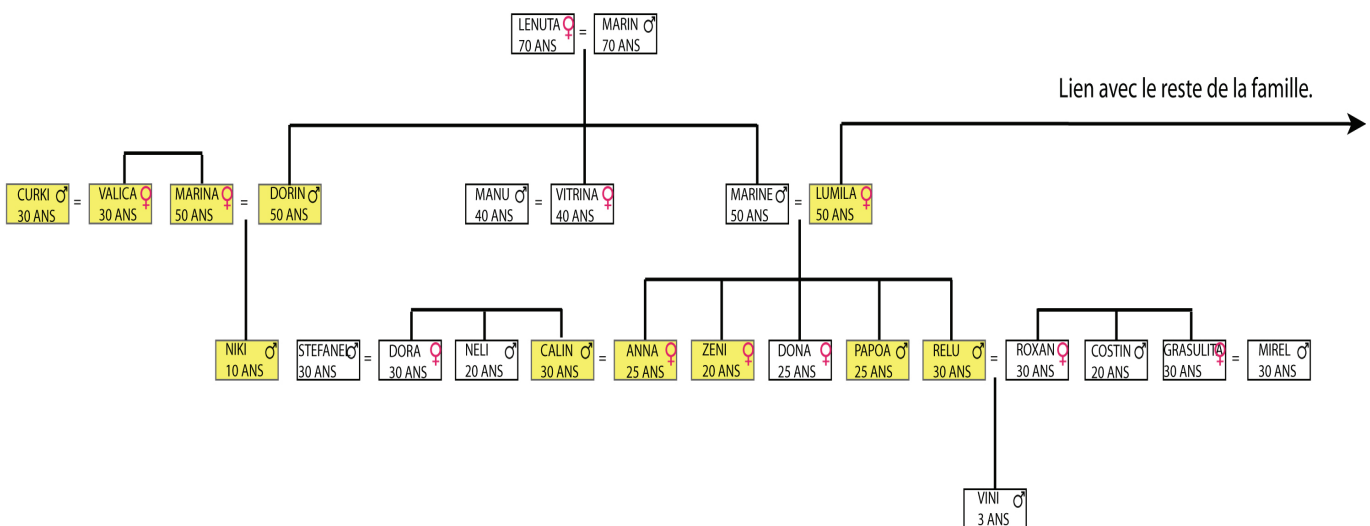 LENUTA
70 ANS
=
MARIN
70 ANS
Lien avec le reste de la famille.
CURKI
30 ANS
=
VALICA
30 ANS
MARINA
50 ANS
=
DORIN
50 ANS
MANU
40 ANS
=
VITRINA
40 ANS
MARINE
50 ANS
=
LUMILA
50 ANS
NIKI
10 ANS
STEFANEL
30 ANS
=
DORA
30 ANS
NELI
20 ANS
CALIN
30 ANS
=
ANNA
25 ANS
ZENI
20 ANS
DONA
25 ANS
PAPOA
25 ANS
RELU
30 ANS
=
ROXAN
30 ANS
COSTIN
20 ANS
GRASULITA
30 ANS
=
MIREL
30 ANS
VINI
3 ANS